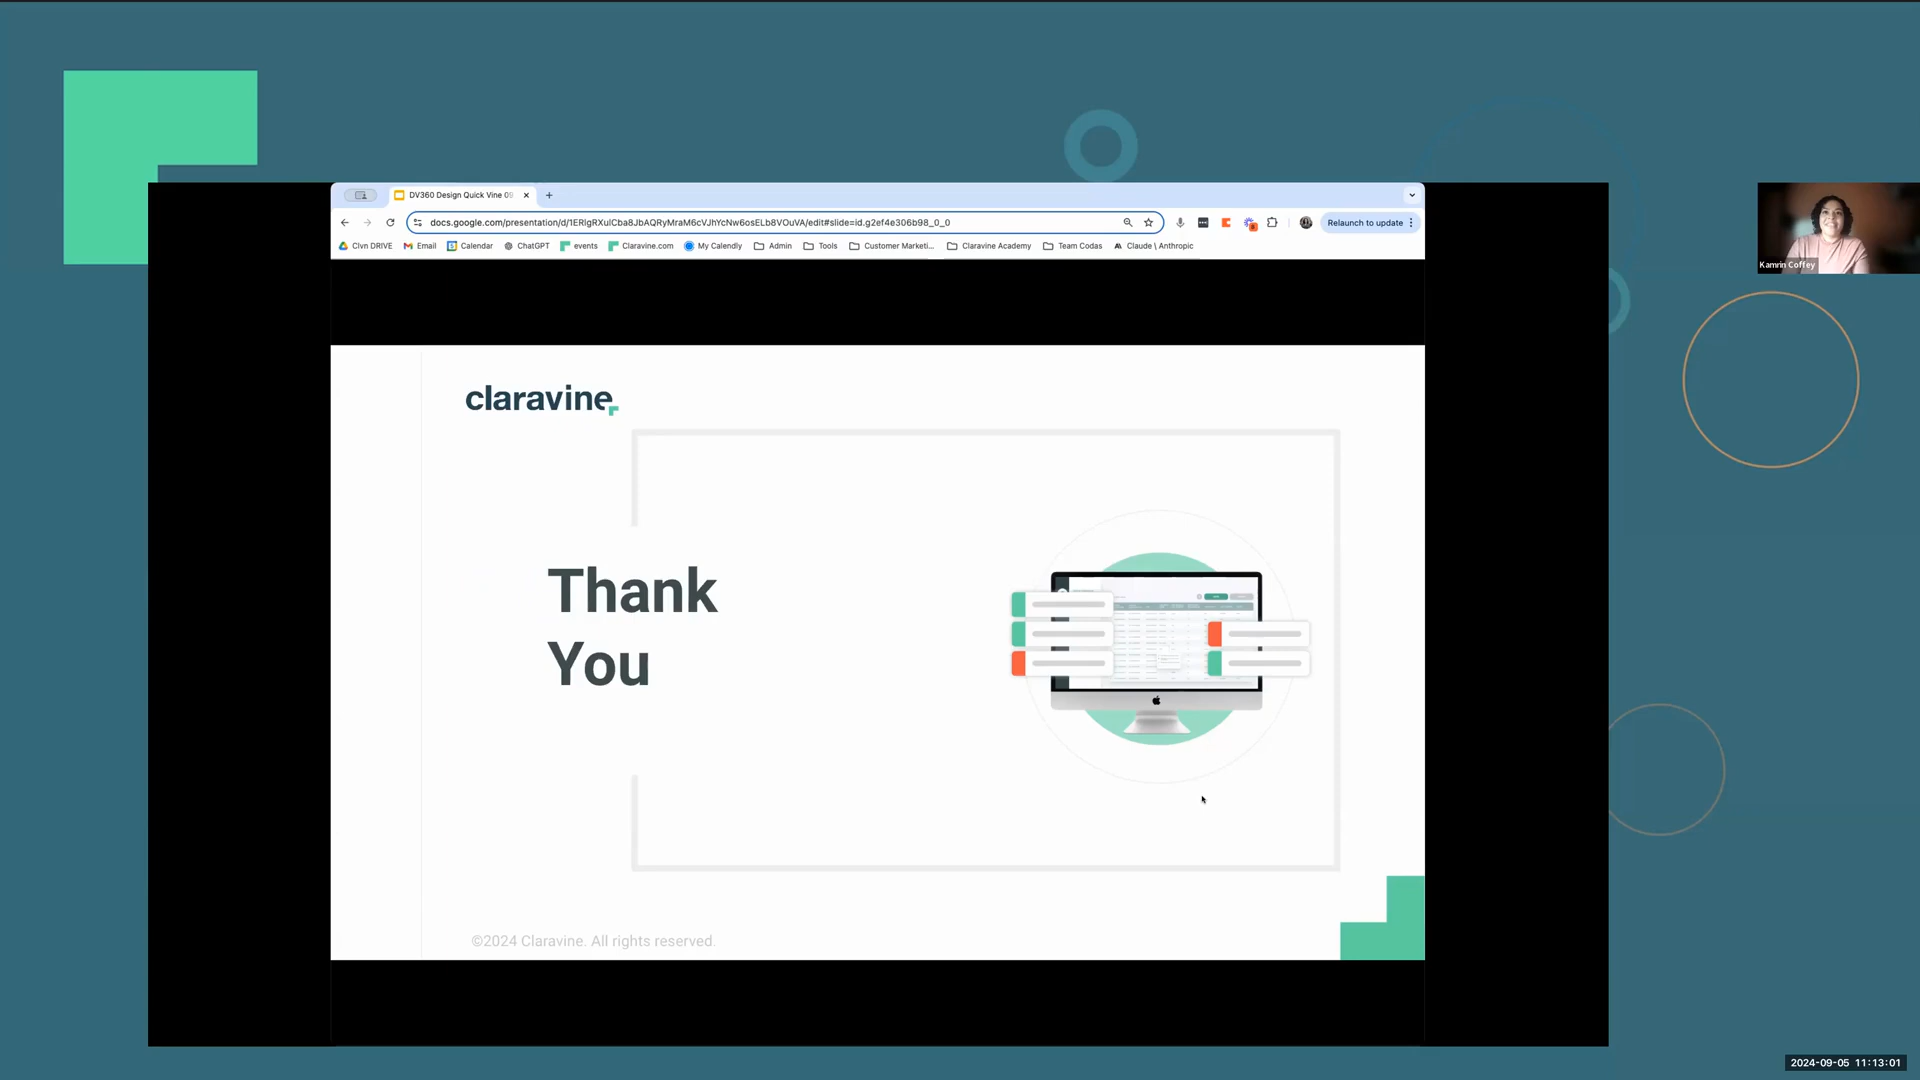 DV360 Design Quick Vine 09
docs.google.com/presentation/d/1ERlgRXulCba8JbAQRyMraM6cVJhYcNw6osELb8VOuVA/edit#slide=id.g2ef4e306b98_0_0
Relaunch to update
Clvn DRIVE Email Calendar ChatGPT events Claravine.com My Calendly Admin Tools Customer Marketi... Claravine Academy Team Codas Claude \ Anthropic
Kamrin Coffey
claravine
Thank
You
©2024 Claravine. All rights reserved.
2024-09-05 11:13:01